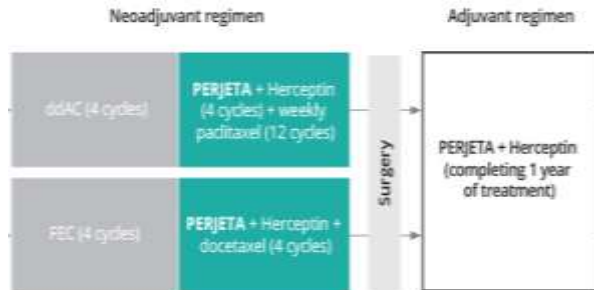 Neoadjuvant regimen
Adjuvant regimen
ddAC (4 cycles)
PERJETA + Herceptin
(4 cycles) + weekly
paclitaxel (12 cycles)
FEC (4 cycles)
PERJETA + Herceptin +
docetaxel (4 cycles)
Surgery
PERJETA + Herceptin
(completing 1 year
of treatment)